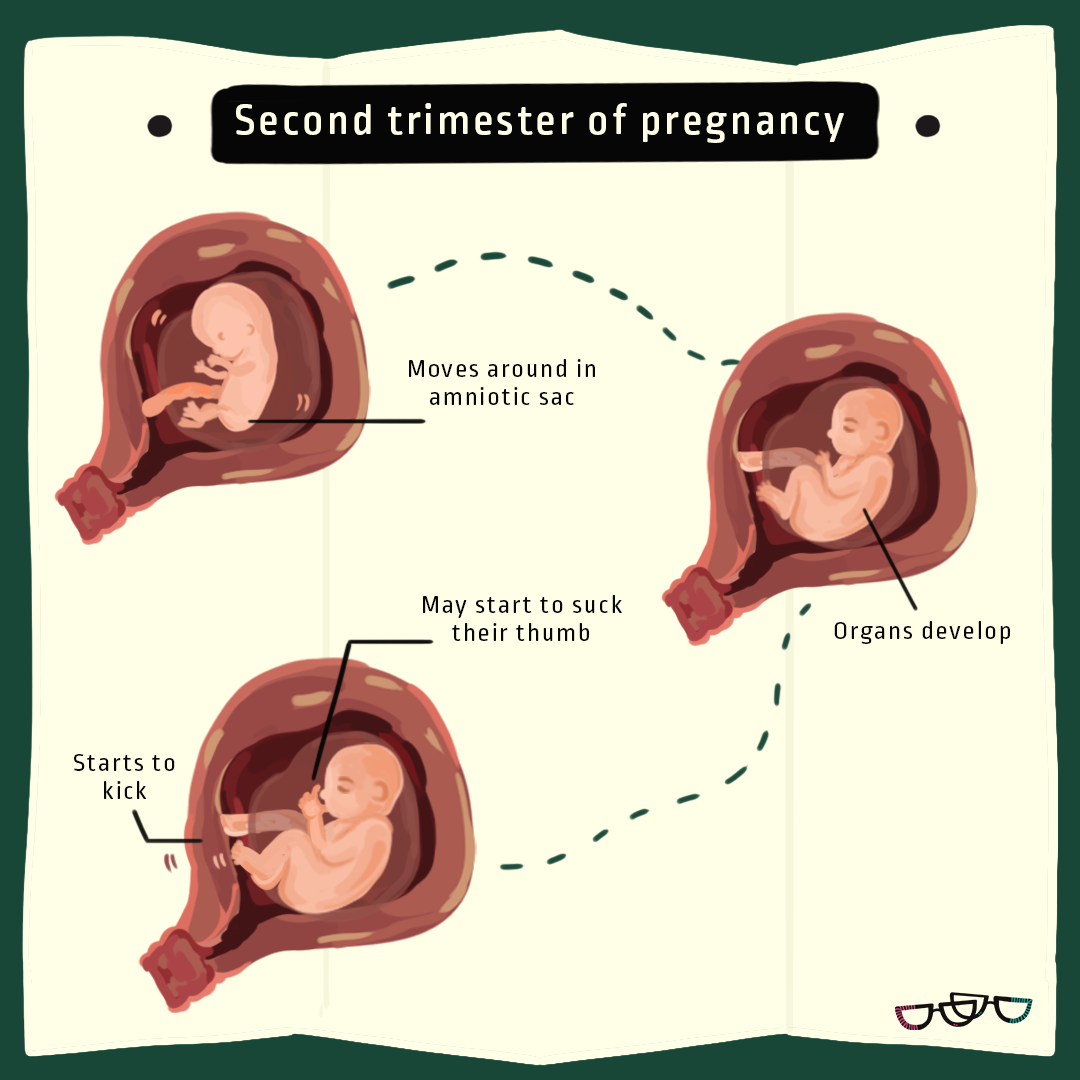 Second trimester of pregnancy
Moves around in
amniotic sac
Organs develop
May start to suck
their thumb
Starts to
kick